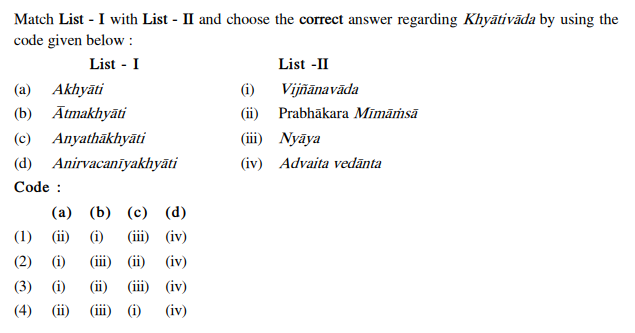 Match List - I with List - II and choose the correct answer regarding Khyātivāda by using the
code given below :
List - I List -II
(a) Akhyāti (i) Vijñānavāda
(b) Ātmakhyāti (ii) Prabhākara Mīmāṁsā
(c) Anyathākhyāti (iii) Nyāya
(d) Anirvacanīyakhyāti (iv) Advaita vedānta
Code :
(a) (b) (c) (d)
(1) (ii) (i) (iii) (iv)
(2) (i) (iii) (ii) (iv)
(3) (i) (ii) (iii) (iv)
(4) (ii) (iii) (i) (iv)